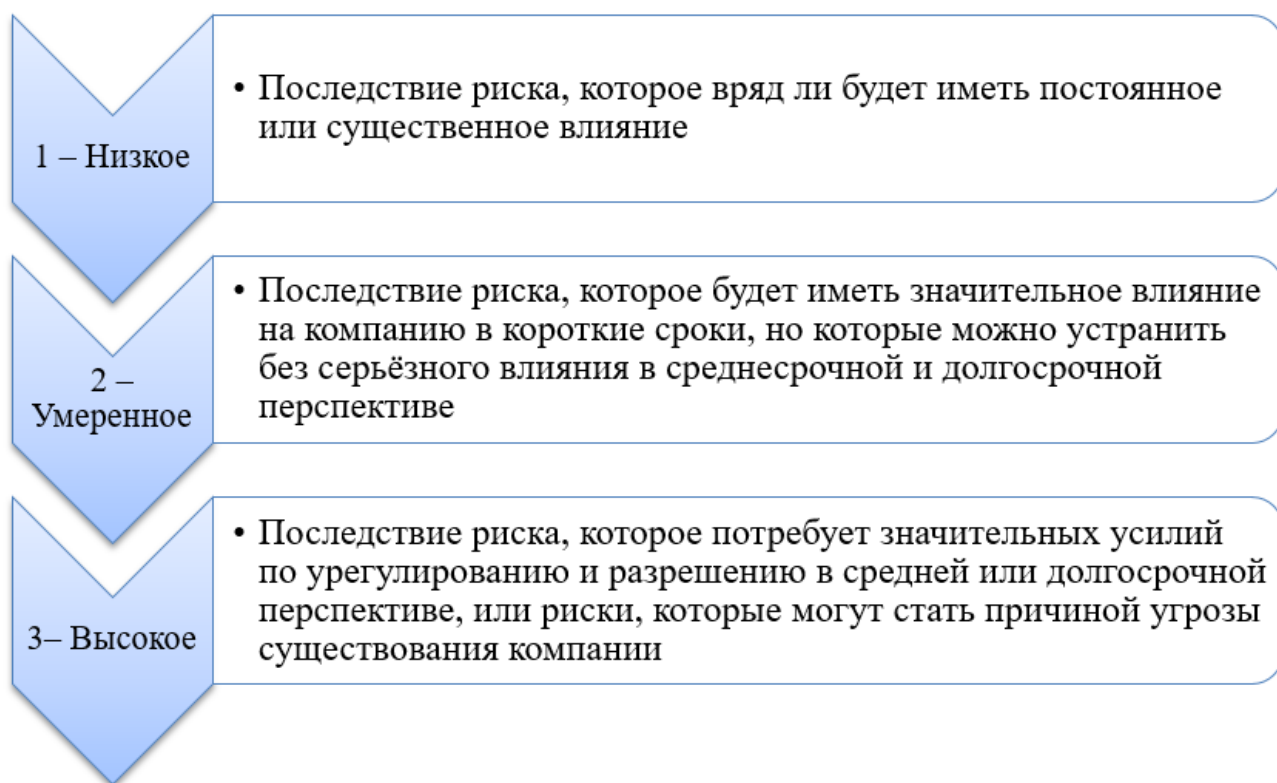 1 – Низкое
• Последствие риска, которое вряд ли будет иметь постоянное
или существенное влияние
2 –
Умеренное
• Последствие риска, которое будет иметь значительное влияние
на компанию в короткие сроки, но которые можно устранить
без серьёзного влияния в среднесрочной и долгосрочной
перспективе
3– Высокое
• Последствие риска, которое потребует значительных усилий
по урегулированию и разрешению в средней или долгосрочной
перспективе, или риски, которые могут стать причиной угрозы
существования компании